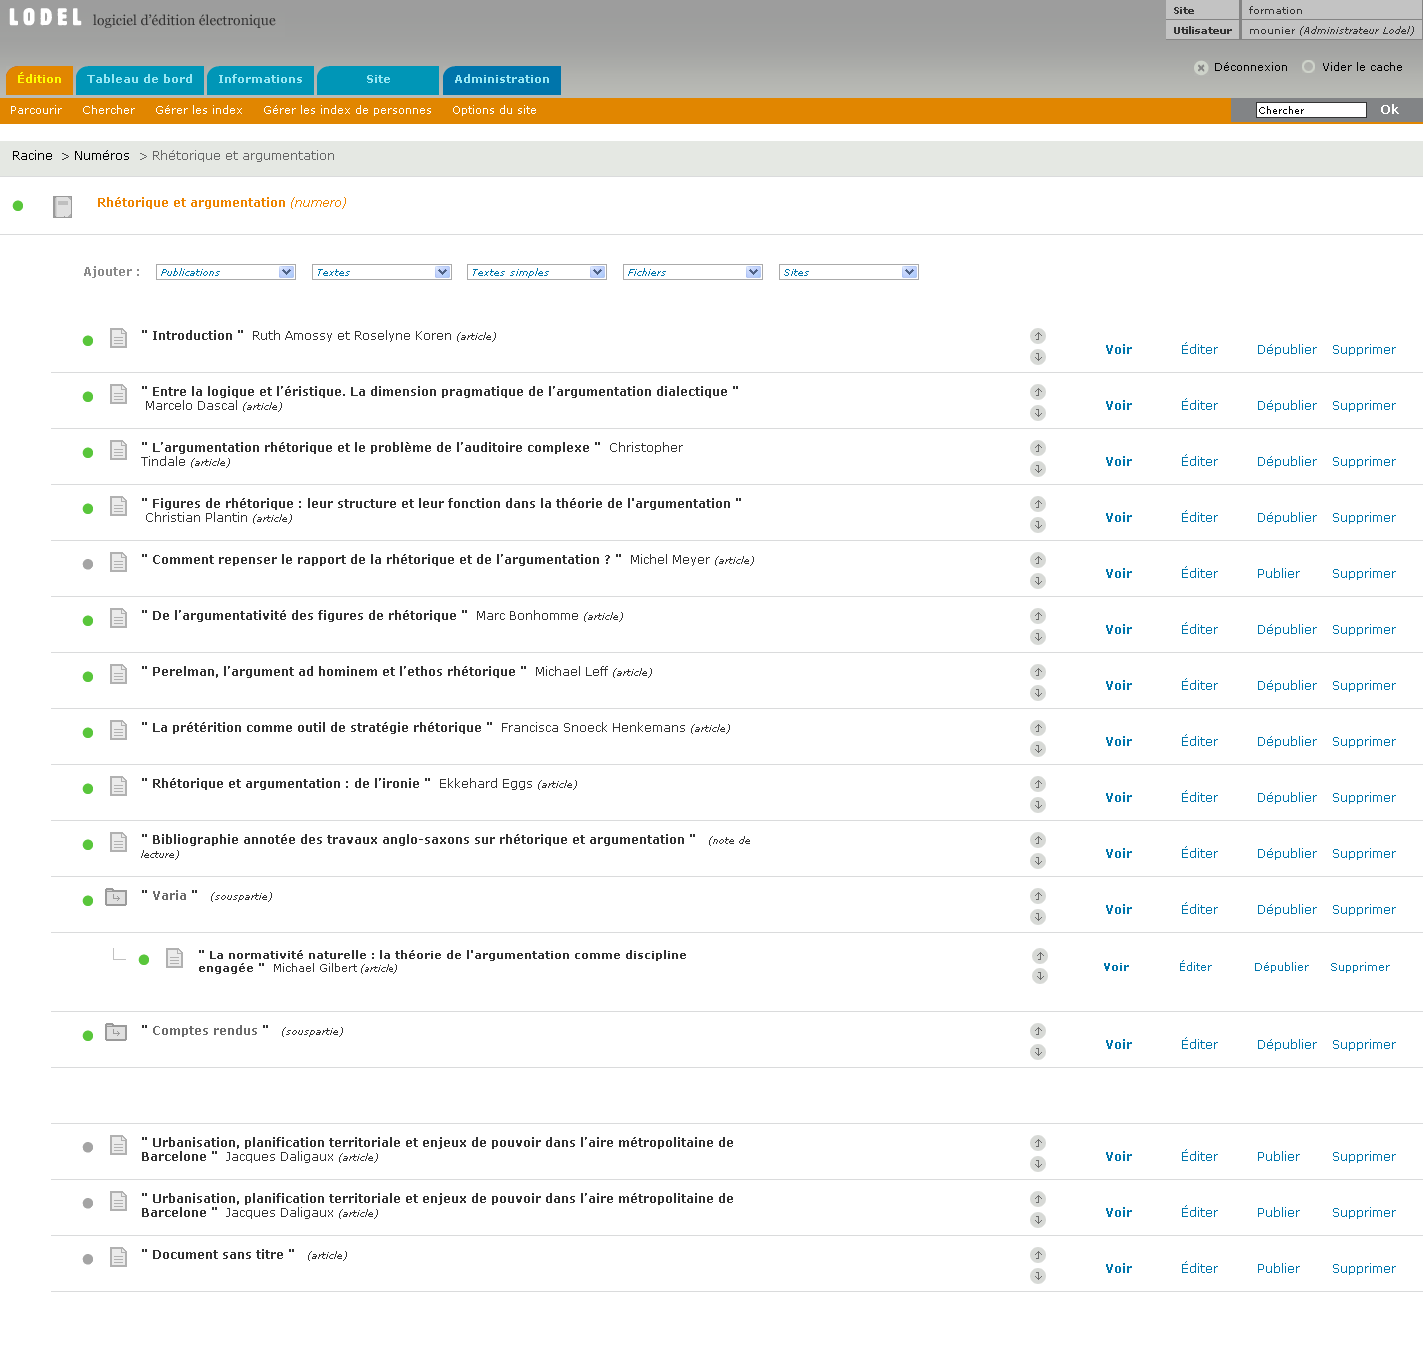 LODEL logiciel d'édition électronique
Site formation
Utilisateur mounier (Administrateur Lodel)
Déconnexion Vider le cache
Édition Tableau de bord Informations Site Administration
Parcourir Chercher Gérer les index Gérer les index de personnes Options du site Chercher Ok
Racine > Numéros > Rhétorique et argumentation
Rhétorique et argumentation (numero)
Ajouter : Publications Textes Textes simples Fichiers Sites
" Introduction " Ruth Amossy et Roselyne Koren (article)
Voir Éditer Dépublier Supprimer
" Entre la logique et l’éristique. La dimension pragmatique de l’argumentation dialectique "
Marcelo Dascal (article)
Voir Éditer Dépublier Supprimer
" L’argumentation rhétorique et le problème de l’auditoire complexe " Christopher
Tindale (article)
Voir Éditer Dépublier Supprimer
" Figures de rhétorique : leur structure et leur fonction dans la théorie de l'argumentation "
Christian Plantin (article)
Voir Éditer Dépublier Supprimer
" Comment repenser le rapport de la rhétorique et de l’argumentation ? " Michel Meyer (article)
Voir Éditer Publier Supprimer
" De l’argumentativité des figures de rhétorique " Marc Bonhomme (article)
Voir Éditer Dépublier Supprimer
" Perelman, l’argument ad hominem et l’ethos rhétorique " Michael Leff (article)
Voir Éditer Dépublier Supprimer
" La prétérition comme outil de stratégie rhétorique " Francisca Snoeck Henkemans (article)
Voir Éditer Dépublier Supprimer
" Rhétorique et argumentation : de l’ironie " Ekkehard Eggs (article)
Voir Éditer Dépublier Supprimer
" Bibliographie annotée des travaux anglo-saxons sur rhétorique et argumentation " (note de
lecture)
Voir Éditer Dépublier Supprimer
" Varia " (souspartie)
Voir Éditer Dépublier Supprimer
" La normativité naturelle : la théorie de l'argumentation comme discipline
engagée " Michael Gilbert (article)
Voir Éditer Dépublier Supprimer
" Comptes rendus " (souspartie)
Voir Éditer Dépublier Supprimer
" Urbanisation, planification territoriale et enjeux de pouvoir dans l’aire métropolitaine de
Barcelone " Jacques Daligaux (article)
Voir Éditer Publier Supprimer
" Urbanisation, planification territoriale et enjeux de pouvoir dans l’aire métropolitaine de
Barcelone " Jacques Daligaux (article)
Voir Éditer Publier Supprimer
" Document sans titre " (article)
Voir Éditer Publier Supprimer